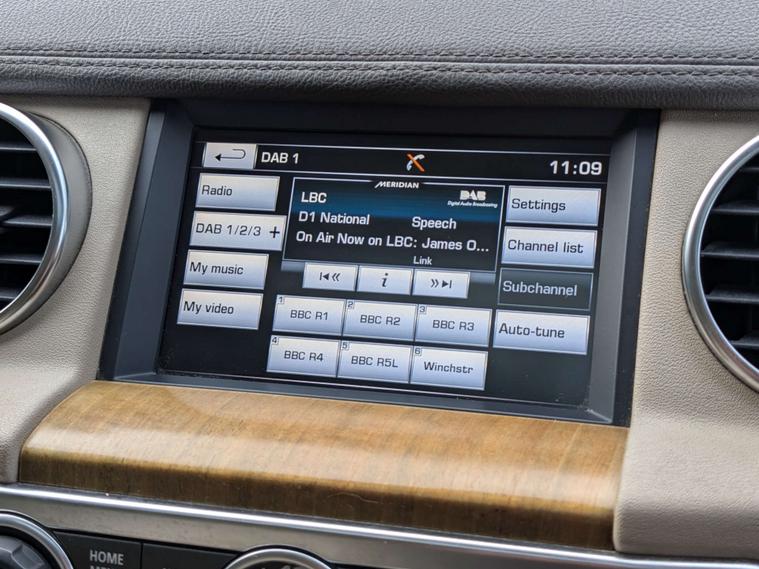 DAB 1
11:09
Radio
DAB 1/2/3 +
My music
My video
MERIDIAN
DAB
Digital Audio Broadcasting
LBC
D1 National Speech
On Air Now on LBC: James O...
Link
i
Settings
Channel list
Subchannel
Auto-tune
1 BBC R1
2 BBC R2
3 BBC R3
4 BBC R4
5 BBC R5L
6 Winchstr
HOME